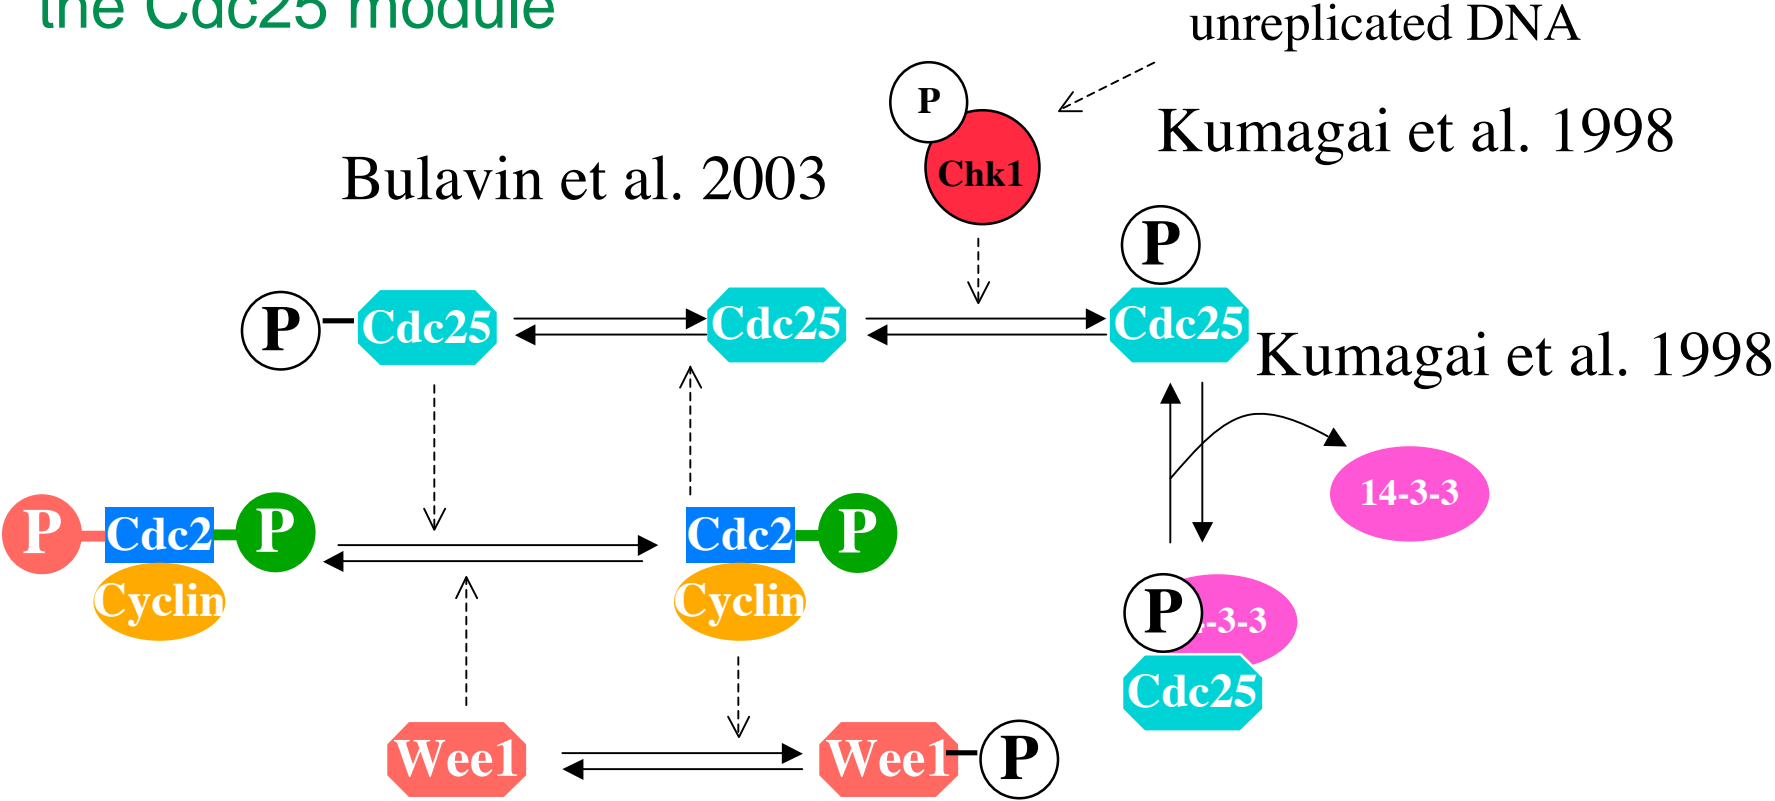 the Cdc25 module
unreplicated DNA
P
Chk1
Kumagai et al. 1998
Bulavin et al. 2003
P
P
Cdc25
Cdc25
Cdc25
Kumagai et al. 1998
14-3-3
P
Cdc2
P
Cyclin
Cdc2
P
Cyclin
P
-3-3
Cdc25
Wee1
Wee1
P